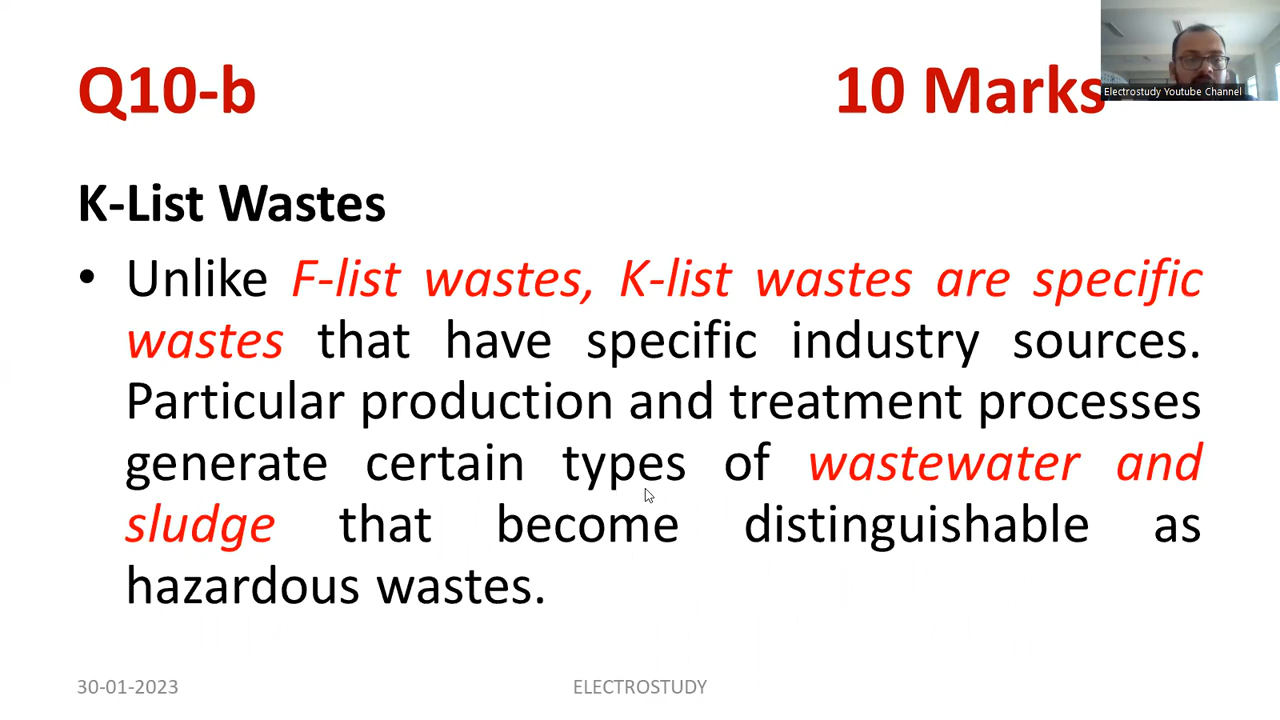 Q10-b 10 Marks
Electrostudy Youtube Channel
K-List Wastes
• Unlike F-list wastes, K-list wastes are specific
wastes that have specific industry sources.
Particular production and treatment processes
generate certain types of wastewater and
sludge that become distinguishable as
hazardous wastes.
30-01-2023 ELECTROSTUDY